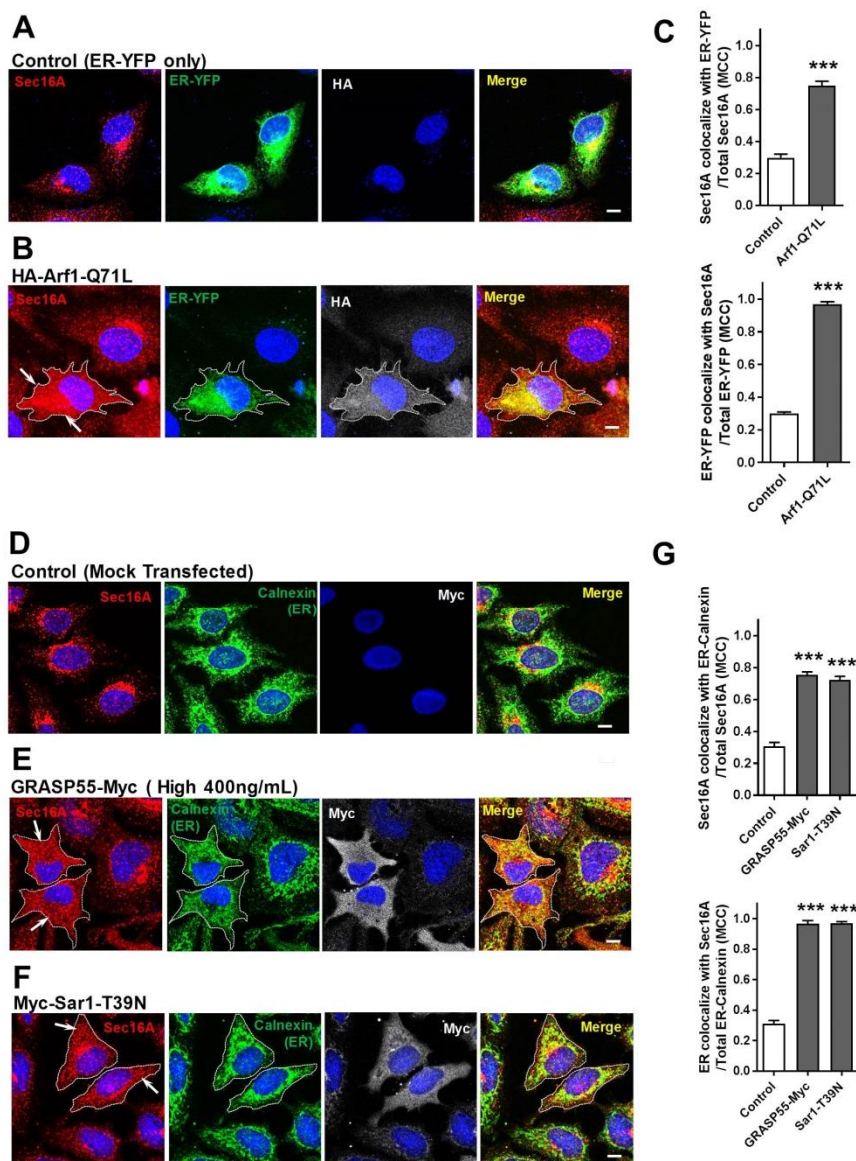 A
Control (ER-YFP only)
Sec16A
ER-YFP
HA
Merge
B
HA-Arf1-Q71L
Sec16A
ER-YFP
HA
Merge
C
Sec16A colocalize with ER-YFP
/Total Sec16A (MCC)
1.0
0.8
0.6
0.4
0.2
0.0
***
Control
Arf1-Q71L
ER-YFP colocalize with Sec16A
/Total ER-YFP (MCC)
1.0
0.8
0.6
0.4
0.2
0.0
***
Control
Arf1-Q71L
D
Control (Mock Transfected)
Sec16A
Calnexin
(ER)
Myc
Merge
E
GRASP55-Myc ( High 400ng/mL)
Sec16A
Calnexin
(ER)
Myc
Merge
F
Myc-Sar1-T39N
Sec16A
Calnexin
(ER)
Myc
Merge
G
Sec16A colocalize with ER-Calnexin
/Total Sec16A (MCC)
1.0
0.8
0.6
0.4
0.2
0.0
*** ***
Control
GRASP55-Myc
Sar1-T39N
ER colocalize with Sec16A
/Total ER-Calnexin (MCC)
1.0
0.8
0.6
0.4
0.2
0.0
*** ***
Control
GRASP55-Myc
Sar1-T39N